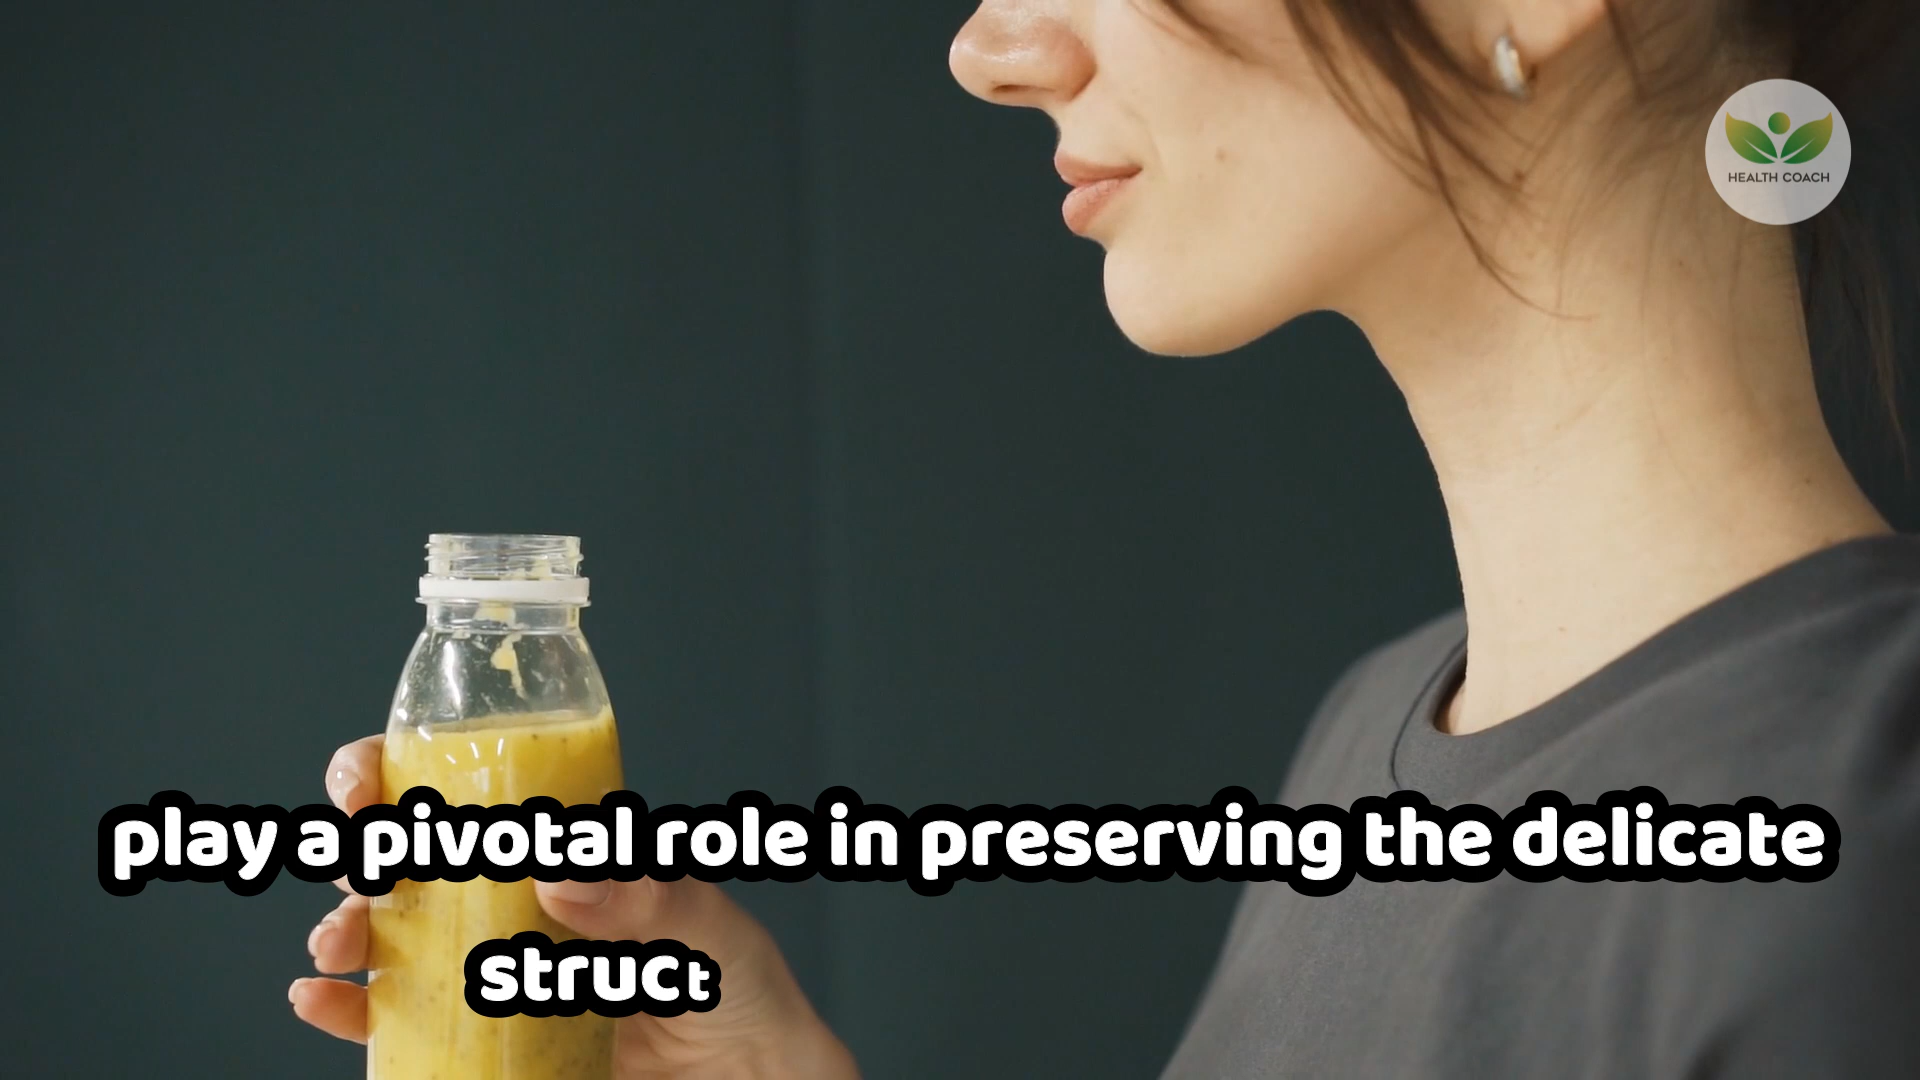 HEALTH COACH
play a pivotal role in preserving the delicate
struct